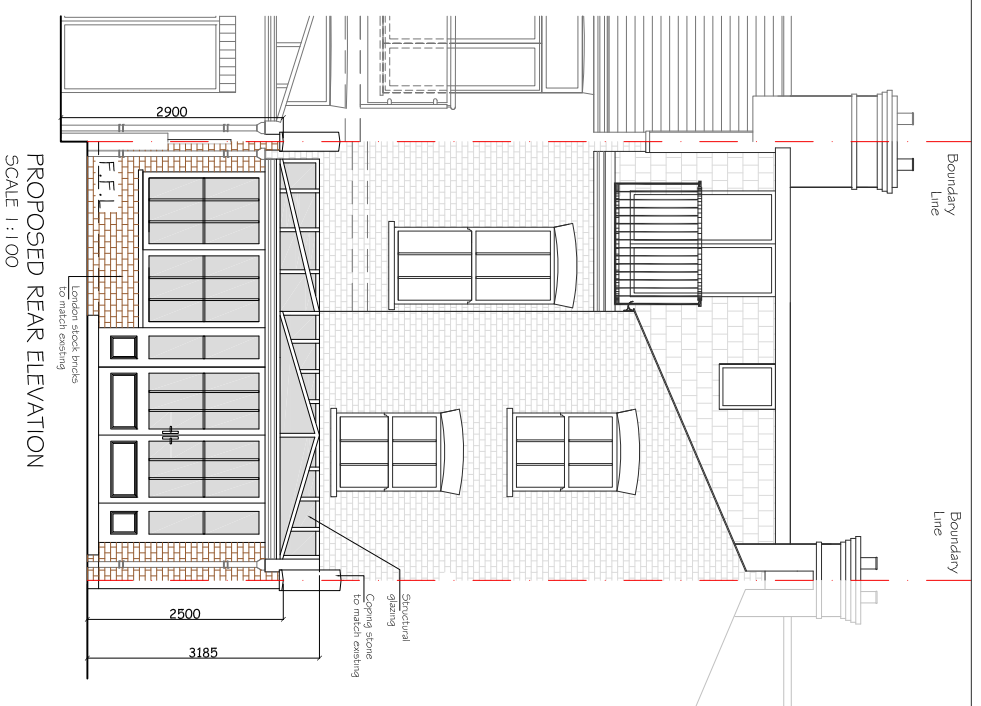 Boundary
Line
Boundary
Line
Structural
glazing
Coping stone
to match existing
2900
2500
3185
F.F.L
London stock bricks
to match existing
PROPOSED REAR ELEVATION
SCALE 1:100